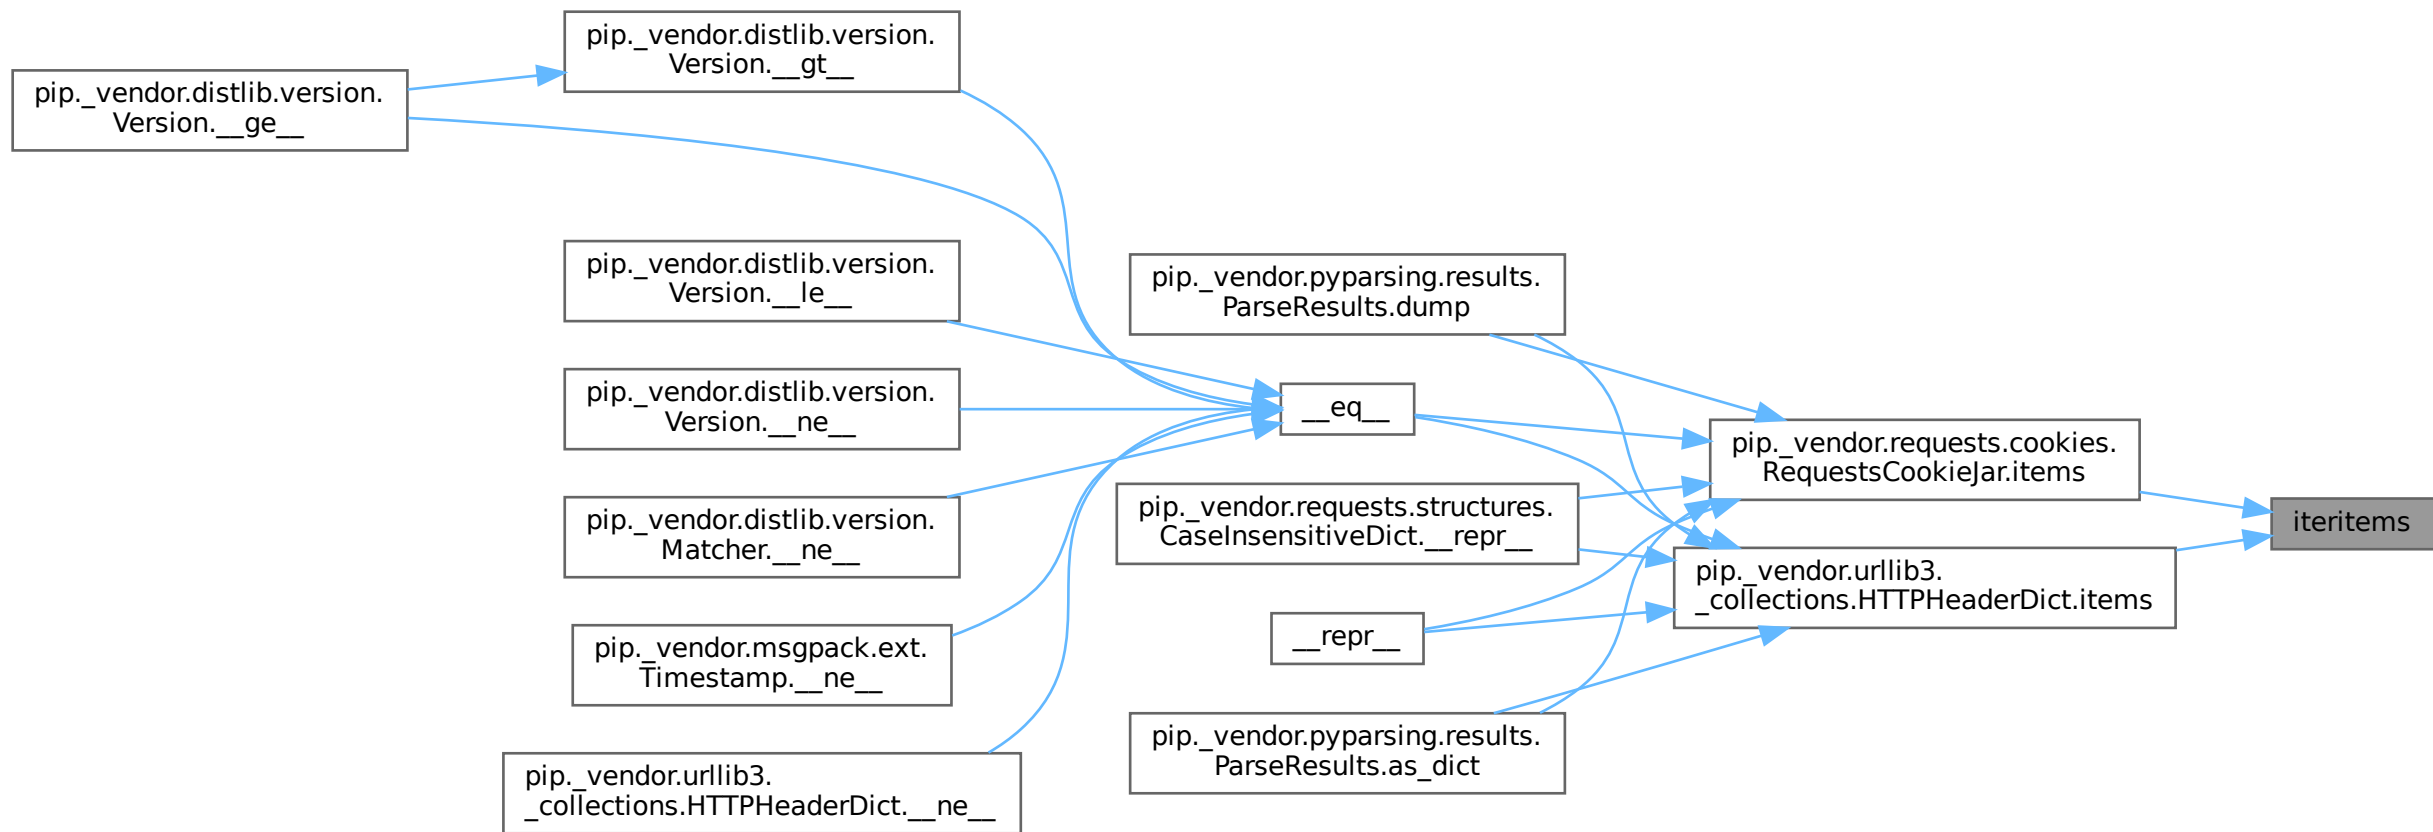 pip._vendor.distlib.version.
Version.__ge__
pip._vendor.distlib.version.
Version.__gt__
pip._vendor.distlib.version.
Version.__le__
pip._vendor.distlib.version.
Version.__ne__
pip._vendor.distlib.version.
Matcher.__ne__
pip._vendor.msgpack.ext.
Timestamp.__ne__
pip._vendor.urllib3.
_collections.HTTPHeaderDict.__ne__
pip._vendor.pyparsing.results.
ParseResults.dump
__eq__
pip._vendor.requests.structures.
CaseInsensitiveDict.__repr__
__repr__
pip._vendor.pyparsing.results.
ParseResults.as_dict
pip._vendor.requests.cookies.
RequestsCookieJar.items
pip._vendor.urllib3.
_collections.HTTPHeaderDict.items
iteritems